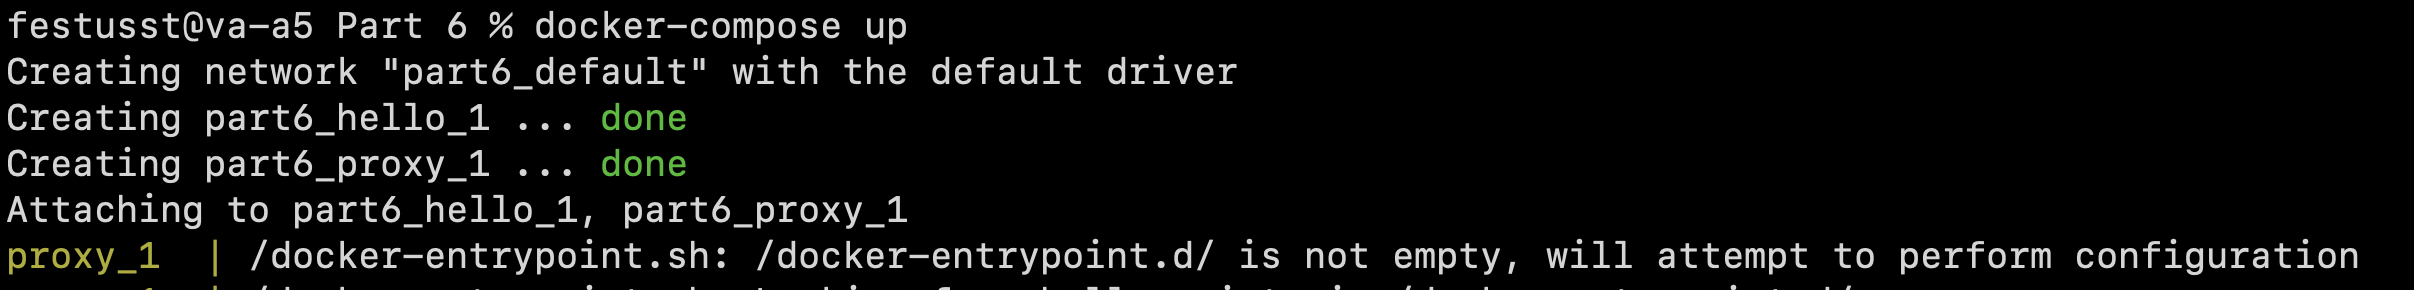 festusst@va-a5 Part 6 % docker-compose up
Creating network "part6_default" with the default driver
Creating part6_hello_1 ... done
Creating part6_proxy_1 ... done
Attaching to part6_hello_1, part6_proxy_1
proxy_1  | /docker-entrypoint.sh: /docker-entrypoint.d/ is not empty, will attempt to perform configuration